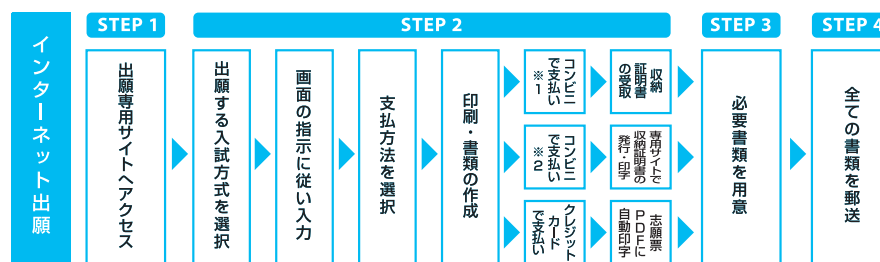 インターネット出願
STEP 1
出願専用サイトへアクセス
STEP 2
出願する入試方式を選択
画面の指示に従い入力
支払方法を選択
印刷・書類の作成
コンビニ
で支払い
※1
収納
証明書
の受取
コンビニ
で支払い
※2
専用サイトで
収納証明書の
発行・印字
クレジット
カード
で支払い
志願票
PDFに
自動印字
STEP 3
必要書類を用意
STEP 4
全ての書類を郵送